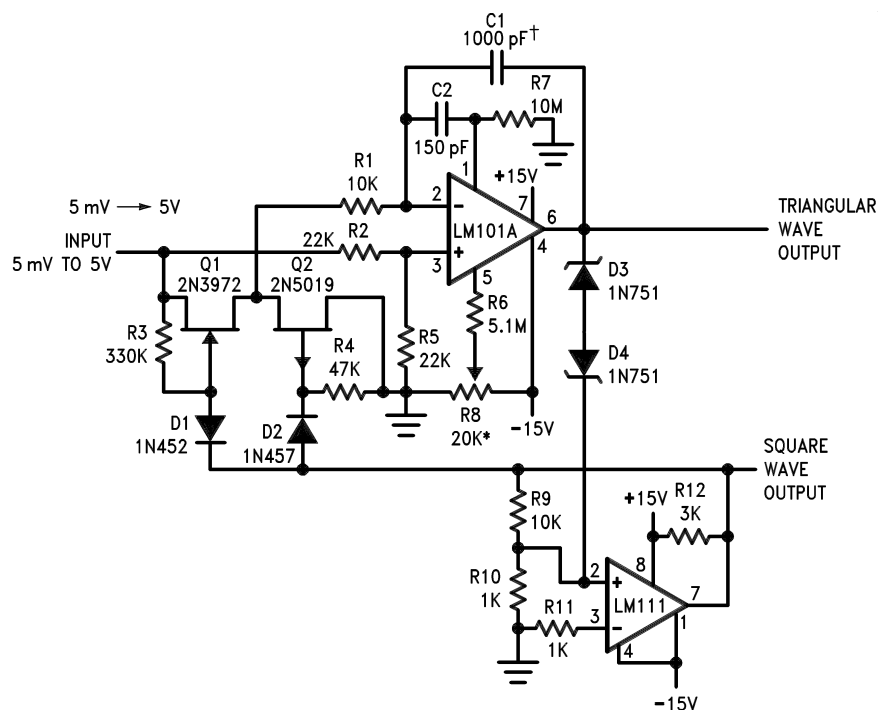 C1
1000 pF†
C2
150 pF
R7
10M
R1
10K
1
+15V
5 mV → 5V
2
−
7
6
TRIANGULAR
WAVE
OUTPUT
INPUT
5 mV TO 5V
22K
R2
LM101A
+
3
4
5
Q1
2N3972
Q2
2N5019
D3
1N751
R6
5.1M
R3
330K
R4
47K
R5
22K
D4
1N751
R8
20K*
−15V
D1
1N452
D2
1N457
SQUARE
WAVE
OUTPUT
R9
10K
+15V
R12
3K
R10
1K
2
+
8
LM111
7
R11
1K
3
−
1
4
−15V